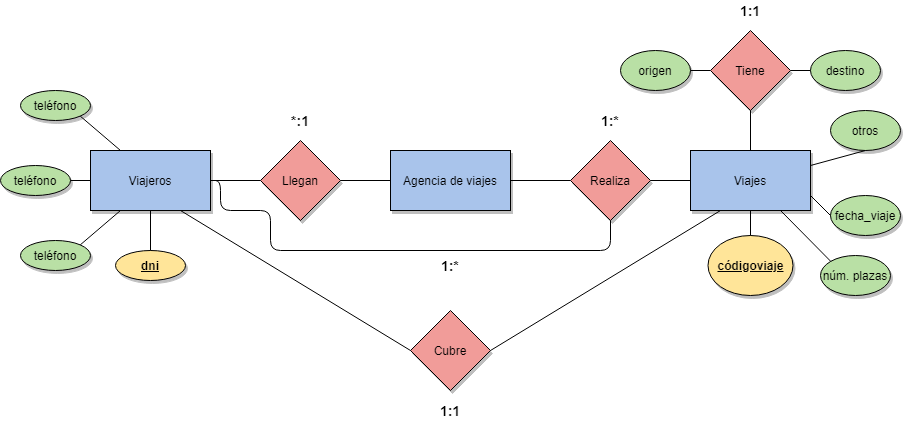 1:1
origen
Tiene
destino
teléfono
*:1
1:*
otros
teléfono
Viajeros
Llegan
Agencia de viajes
Realiza
Viajes
fecha_viaje
teléfono
dni
1:*
códigoviaje
núm. plazas
Cubre
1:1